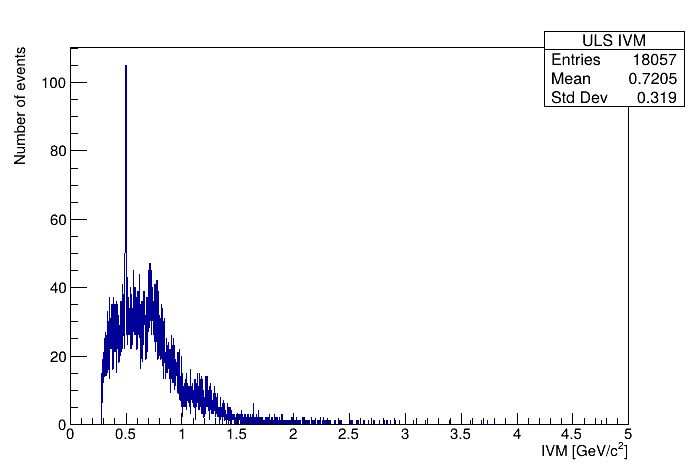 ULS IVM
Entries 18057
Mean 0.7205
Std Dev 0.319
Number of events
100
80
60
40
20
0
0 0.5 1 1.5 2 2.5 3 3.5 4 4.5 5
IVM [GeV/c²]